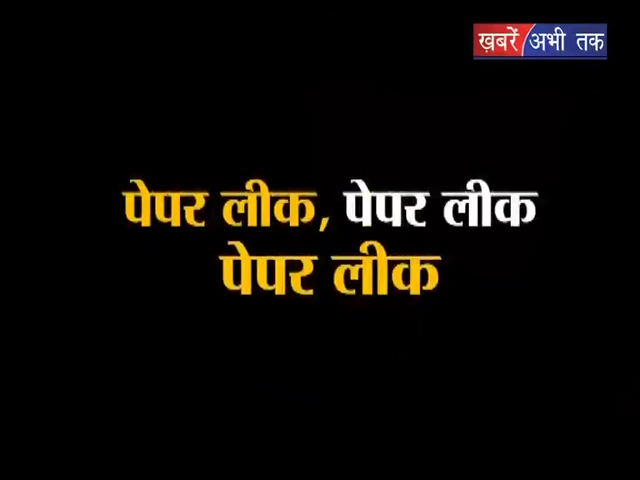 ख़बरें अभी तक
पेपर लीक, पेपर लीक
पेपर लीक